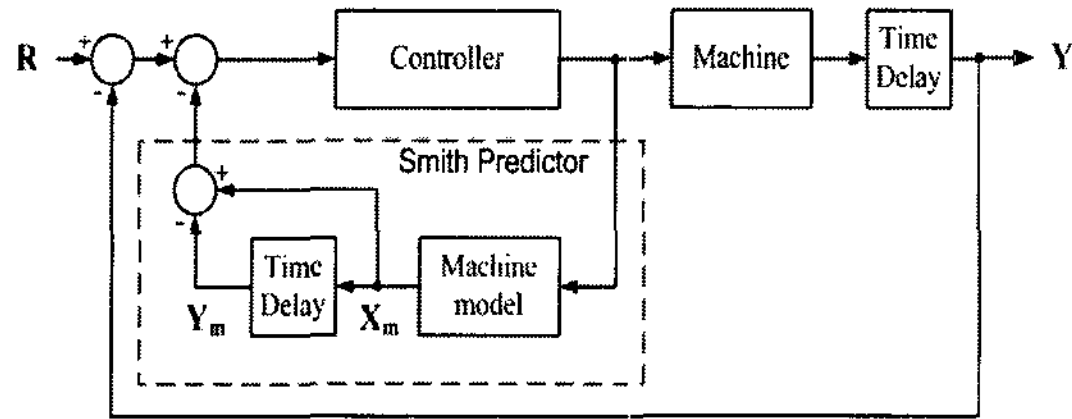 R
+
-
+
-
Controller
Machine
Time
Delay
Y
Smith Predictor
+
-
Time
Delay
Machine
model
Ym
Xm